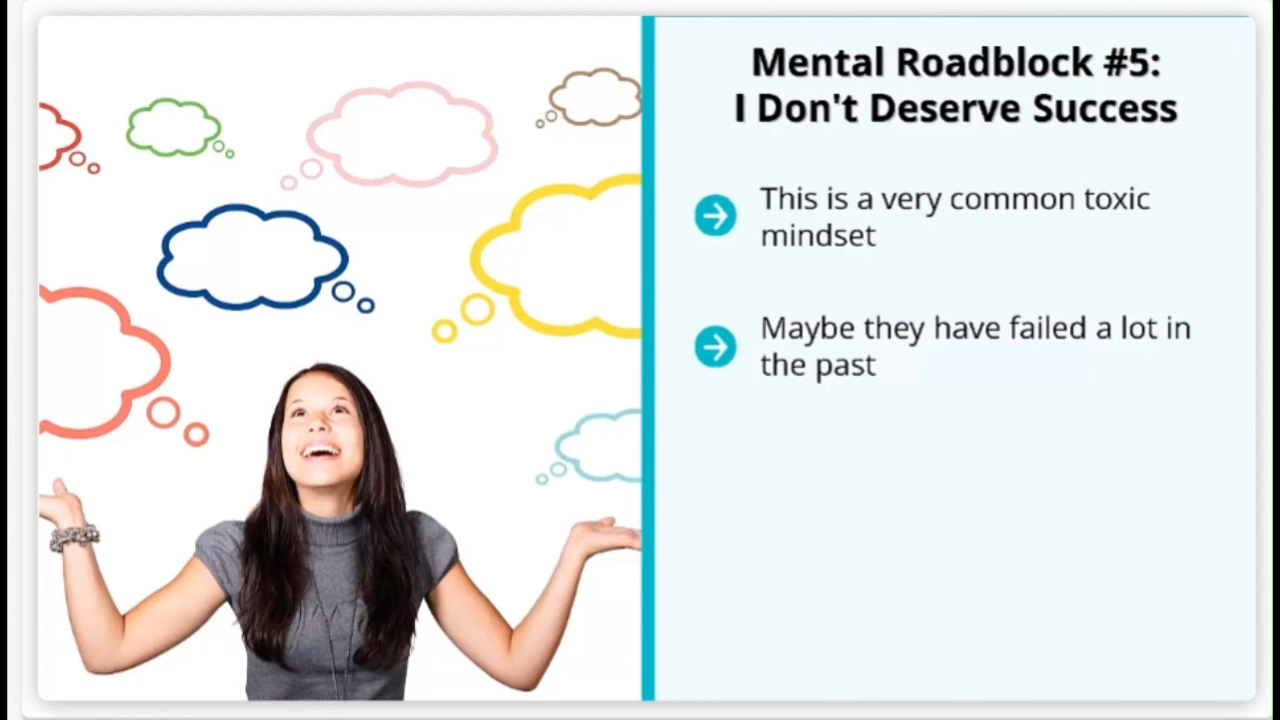 Mental Roadblock #5:
I Don't Deserve Success
This is a very common toxic
mindset
Maybe they have failed a lot in
the past